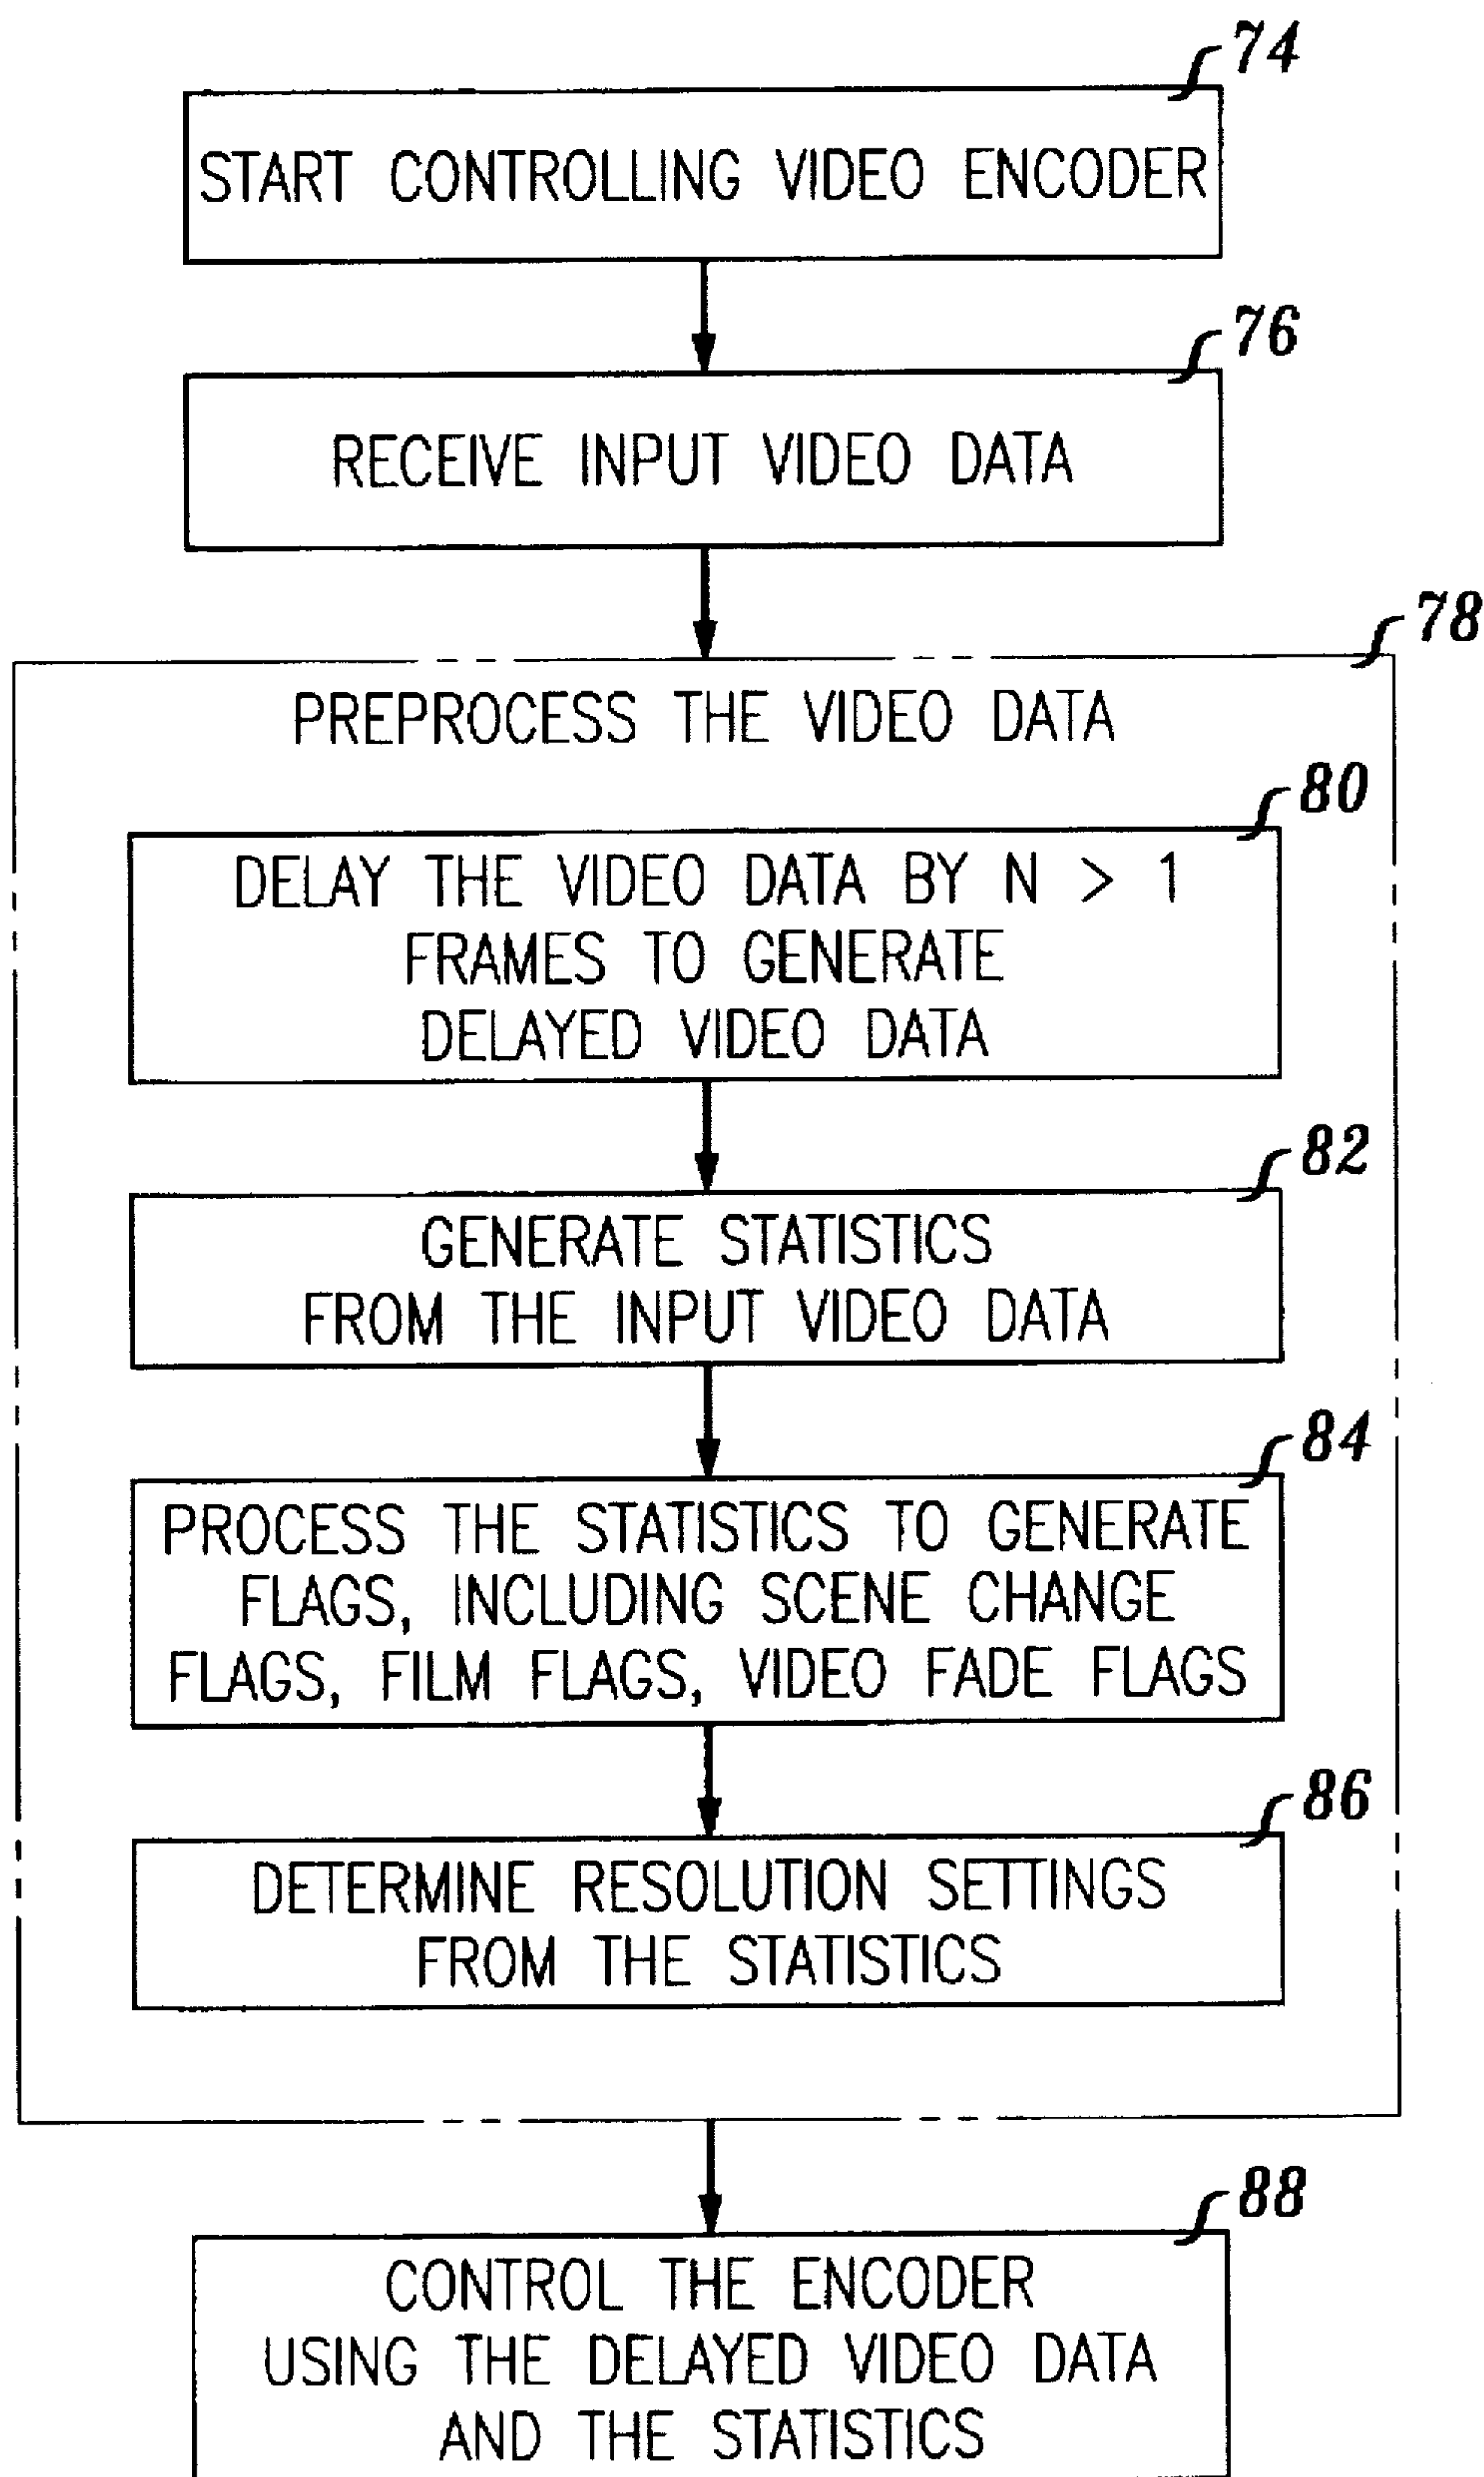 74
START CONTROLLING VIDEO ENCODER
76
RECEIVE INPUT VIDEO DATA
78
PREPROCESS THE VIDEO DATA
80
DELAY THE VIDEO DATA BY N > 1
FRAMES TO GENERATE
DELAYED VIDEO DATA
82
GENERATE STATISTICS
FROM THE INPUT VIDEO DATA
84
PROCESS THE STATISTICS TO GENERATE
FLAGS, INCLUDING SCENE CHANGE
FLAGS, FILM FLAGS, VIDEO FADE FLAGS
86
DETERMINE RESOLUTION SETTINGS
FROM THE STATISTICS
88
CONTROL THE ENCODER
USING THE DELAYED VIDEO DATA
AND THE STATISTICS